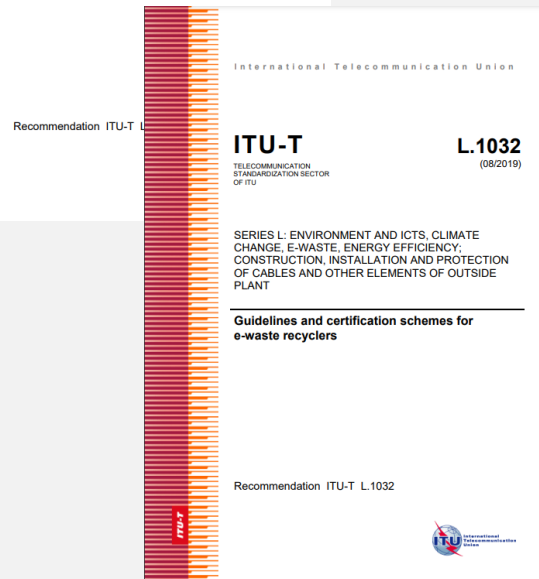 International Telecommunication Union
Recommendation ITU-T L
ITU-T
L.1032
TELECOMMUNICATION
STANDARDIZATION SECTOR
OF ITU
(08/2019)
SERIES L: ENVIRONMENT AND ICTS, CLIMATE
CHANGE, E-WASTE, ENERGY EFFICIENCY;
CONSTRUCTION, INSTALLATION AND PROTECTION
OF CABLES AND OTHER ELEMENTS OF OUTSIDE
PLANT
Guidelines and certification schemes for
e-waste recyclers
Recommendation ITU-T L.1032
ITU-T
ITU
International
Telecommunication
Union